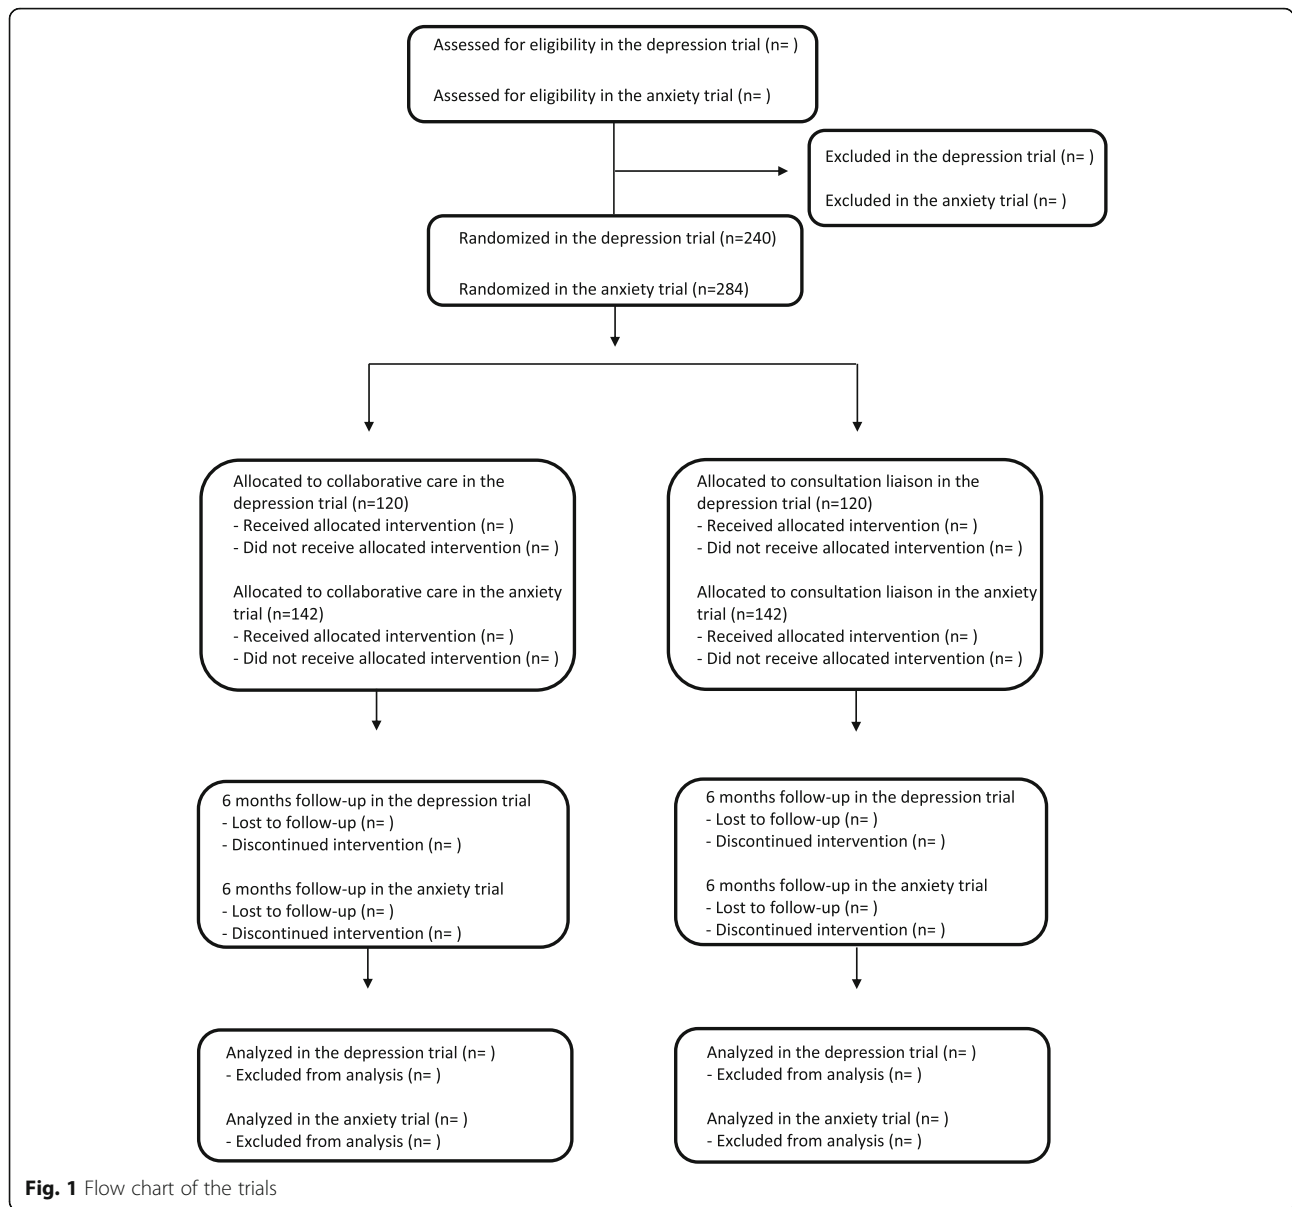 Assessed for eligibility in the depression trial (n= )
Assessed for eligibility in the anxiety trial (n= )
Excluded in the depression trial (n= )
Excluded in the anxiety trial (n= )
Randomized in the depression trial (n=240)
Randomized in the anxiety trial (n=284)
Allocated to collaborative care in the
depression trial (n=120)
- Received allocated intervention (n= )
- Did not receive allocated intervention (n= )
Allocated to collaborative care in the anxiety
trial (n=142)
- Received allocated intervention (n= )
- Did not receive allocated intervention (n= )
Allocated to consultation liaison in the
depression trial (n=120)
- Received allocated intervention (n= )
- Did not receive allocated intervention (n= )
Allocated to consultation liaison in the anxiety
trial (n=142)
- Received allocated intervention (n= )
- Did not receive allocated intervention (n= )
6 months follow-up in the depression trial
- Lost to follow-up (n= )
- Discontinued intervention (n= )
6 months follow-up in the anxiety trial
- Lost to follow-up (n= )
- Discontinued intervention (n= )
6 months follow-up in the depression trial
- Lost to follow-up (n= )
- Discontinued intervention (n= )
6 months follow-up in the anxiety trial
- Lost to follow-up (n= )
- Discontinued intervention (n= )
Analyzed in the depression trial (n= )
- Excluded from analysis (n= )
Analyzed in the anxiety trial (n= )
- Excluded from analysis (n= )
Analyzed in the depression trial (n= )
- Excluded from analysis (n= )
Analyzed in the anxiety trial (n= )
- Excluded from analysis (n= )
Fig. 1 Flow chart of the trials